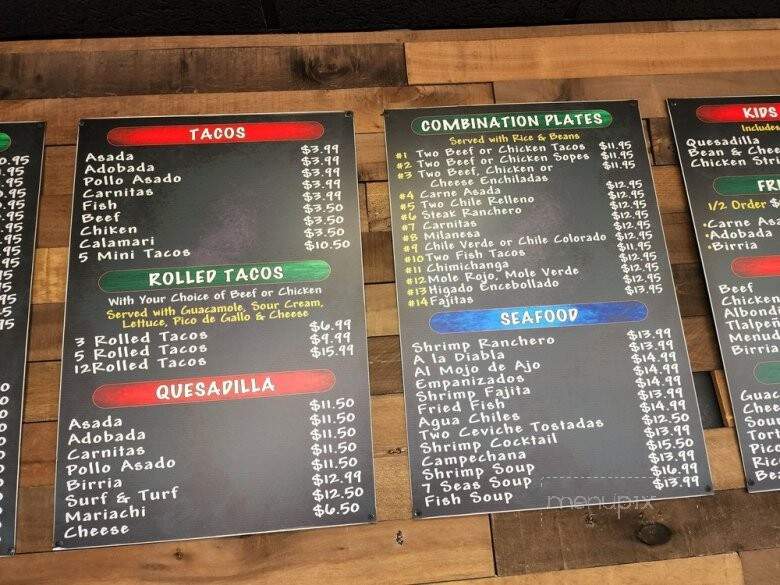 TACOS
Asada $3.99
Adobada $3.99
Pollo Asado $3.99
Carnitas $3.99
Fish $3.99
Beef $3.50
Chiken $3.50
Calamari $3.50
5 Mini Tacos $10.50
ROLLED TACOS
With Your Choice of Beef or Chicken
Served with Guacamole, Sour Cream,
Lettuce, Pico de Gallo & Cheese
3 Rolled Tacos $6.99
5 Rolled Tacos $9.99
12 Rolled Tacos $15.99
QUESADILLA
Asada $11.50
Adobada $11.50
Carnitas $11.50
Pollo Asado $11.50
Birria $11.50
Surf & Turf $12.99
Mariachi $12.50
Cheese $6.50
COMBINATION PLATES
Served with Rice & Beans
#1 Two Beef or Chicken Tacos $11.95
#2 Two Beef or Chicken Sopes $11.95
#3 Two Beef, Chicken or $11.95
Cheese Enchiladas
#4 Carne Asada $12.95
#5 Two Chile Relleno $12.95
#6 Steak Ranchero $12.95
#7 Carnitas $12.95
#8 Milanesa $12.95
#9 Chile Verde or Chile Colorado $12.95
#10 Two Fish Tacos $11.95
#11 Chimichanga $12.95
#12 Mole Rojo, Mole Verde $12.95
#13 Higado Encebollado $12.95
#14 Fajitas $13.95
SEAFOOD
Shrimp Ranchero $13.99
A la Diabla $13.99
Al Mojo de Ajo $14.99
Empanizados $14.99
Shrimp Fajita $14.99
Fried Fish $13.99
Agua Chiles $14.99
Two Ceviche Tostadas $12.50
Shrimp Cocktail $13.99
Campechana $15.50
Shrimp Soup $13.99
7 Seas Soup $16.99
Fish Soup $13.99
KIDS
Quesadilla
Bean & Chee
Chicken Str
FR
1/2 Order $
Carne Asa
Adobada
Birria
Beef
Chicken
Albondi
Tlalpe
Menud
Birria
Guac
Chee
Sour
Tort
Pico
Ric
Bea
menupix